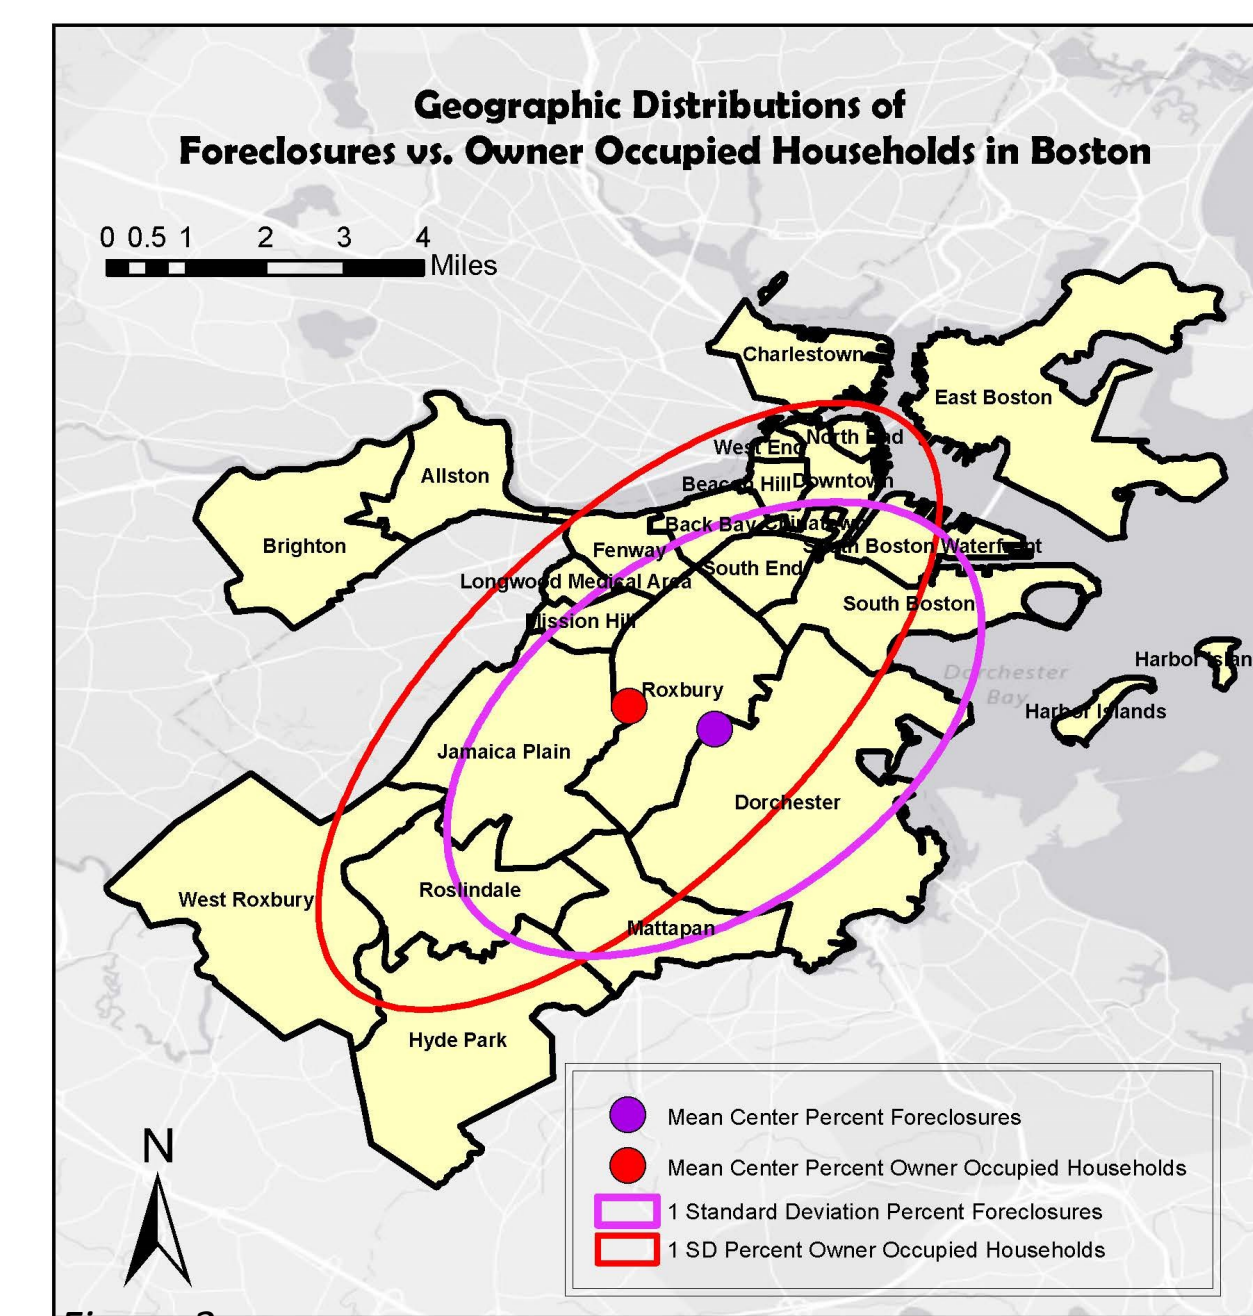 Geographic Distributions of
Foreclosures vs. Owner Occupied Households in Boston
0 0.5 1 2 3 4
Miles
Charlestown
East Boston
North End
West End
Allston
Beacon Hill
Downtown
Back Bay
Chinatown
Brighton
Fenway
South Boston Waterfront
South End
Longwood Medical Area
South Boston
Mission Hill
Harbor Islan
Dorchester
Bay
Roxbury
Harbor Islands
Jamaica Plain
Dorchester
Roslindale
West Roxbury
Mattapan
Hyde Park
N
Mean Center Percent Foreclosures
Mean Center Percent Owner Occupied Households
1 Standard Deviation Percent Foreclosures
1 SD Percent Owner Occupied Households